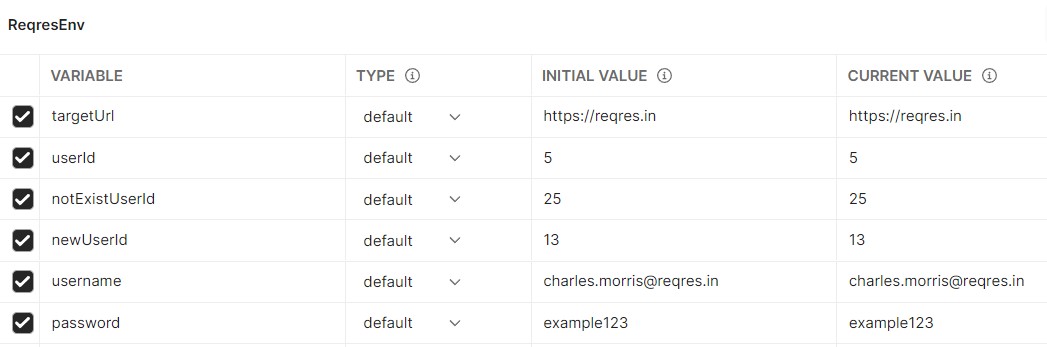 ReqresEnv
VARIABLE TYPE INITIAL VALUE CURRENT VALUE
targetUrl default https://reqres.in https://reqres.in
userId default 5 5
notExistUserId default 25 25
newUserId default 13 13
username default charles.morris@reqres.in charles.morris@reqres.in
password default example123 example123